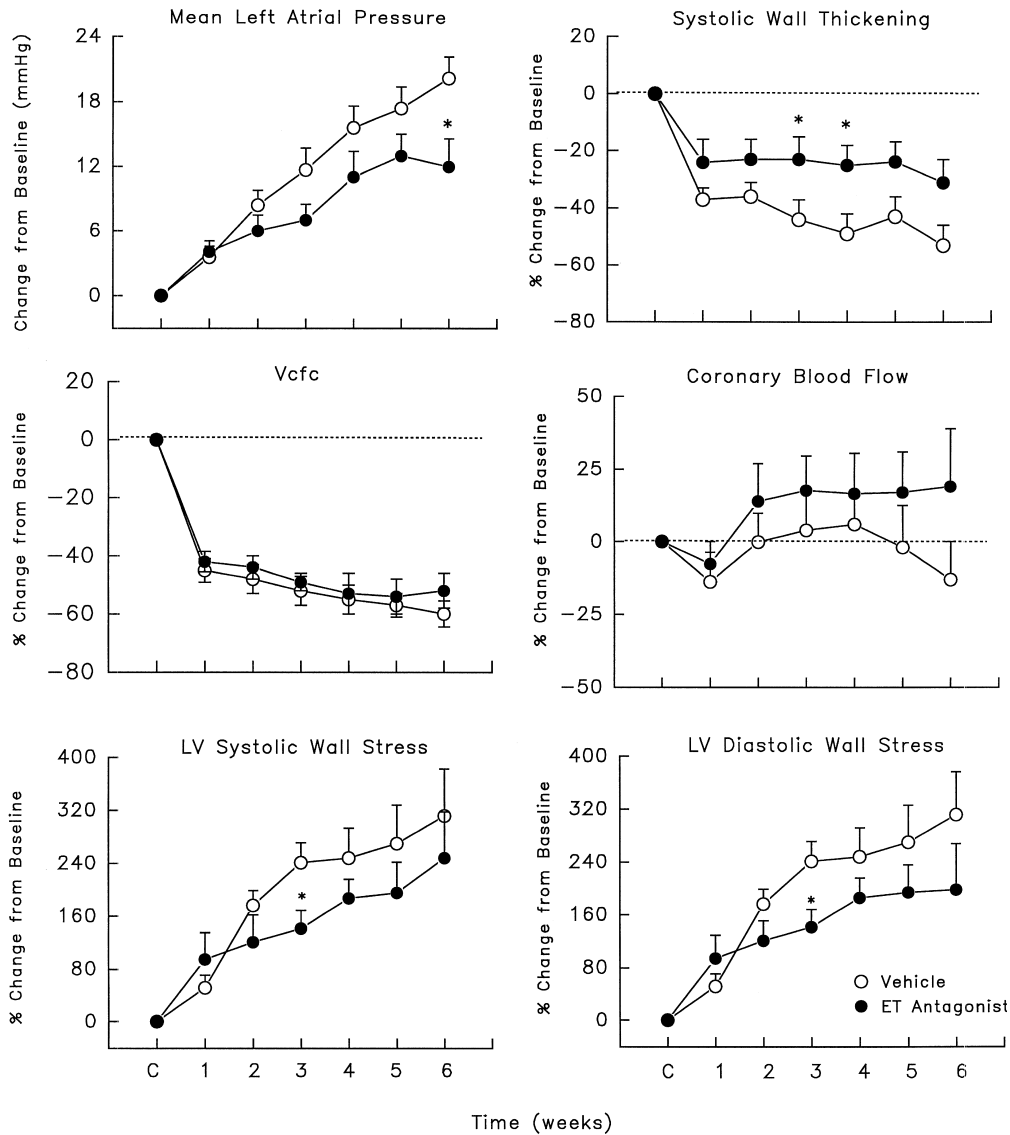 Mean Left Atrial Pressure
Change from Baseline (mmHg)
24
18
12
6
0
*
Systolic Wall Thickening
% Change from Baseline
20
0
−20
−40
−60
−80
* *
Vcfc
% Change from Baseline
20
0
−20
−40
−60
−80
Coronary Blood Flow
% Change from Baseline
50
25
0
−25
−50
LV Systolic Wall Stress
% Change from Baseline
400
320
240
160
80
0
*
C 1 2 3 4 5 6
LV Diastolic Wall Stress
% Change from Baseline
400
320
240
160
80
0
*
Vehicle
ET Antagonist
C 1 2 3 4 5 6
Time (weeks)